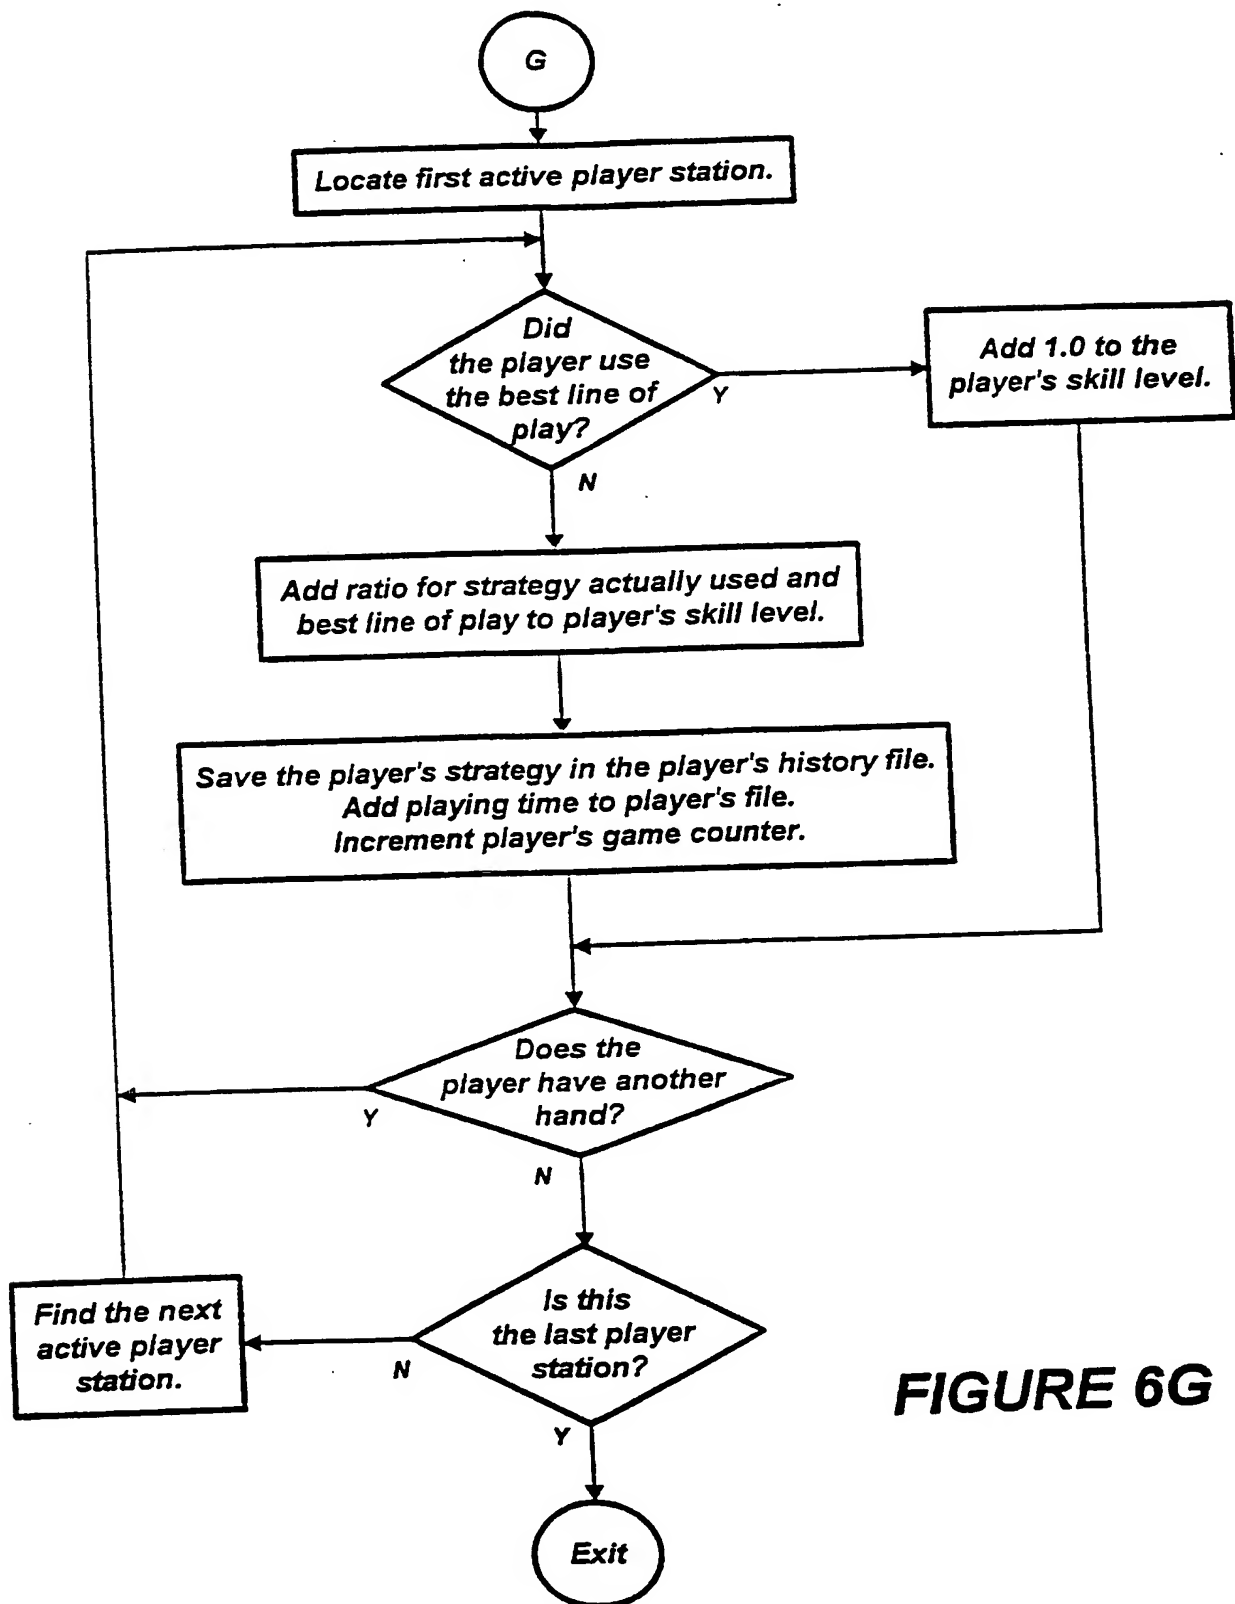 G
Locate first active player station.
Did
the player use
the best line of
play?
Y
Add 1.0 to the
player's skill level.
N
Add ratio for strategy actually used and
best line of play to player's skill level.
Save the player's strategy in the player's history file.
Add playing time to player's file.
Increment player's game counter.
Does the
player have another
hand?
Y
N
Is this
the last player
station?
N
Find the next
active player
station.
Y
Exit
FIGURE 6G